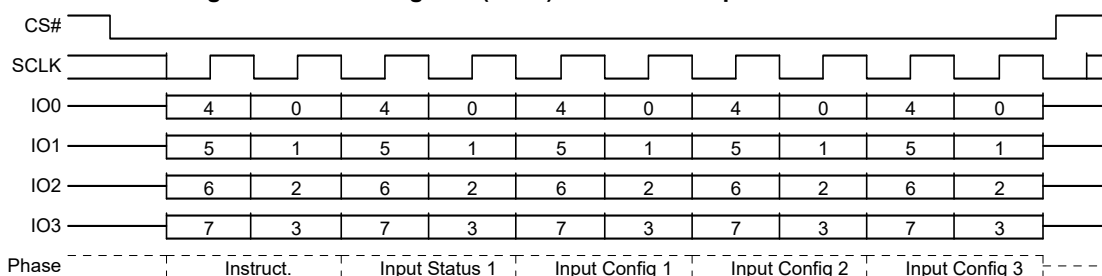 CS#
SCLK
IO0 4 0 4 0 4 0 4 0 4 0
IO1 5 1 5 1 5 1 5 1 5 1
IO2 6 2 6 2 6 2 6 2 6 2
IO3 7 3 7 3 7 3 7 3 7 3
Phase Instruct. Input Status 1 Input Config 1 Input Config 2 Input Config 3